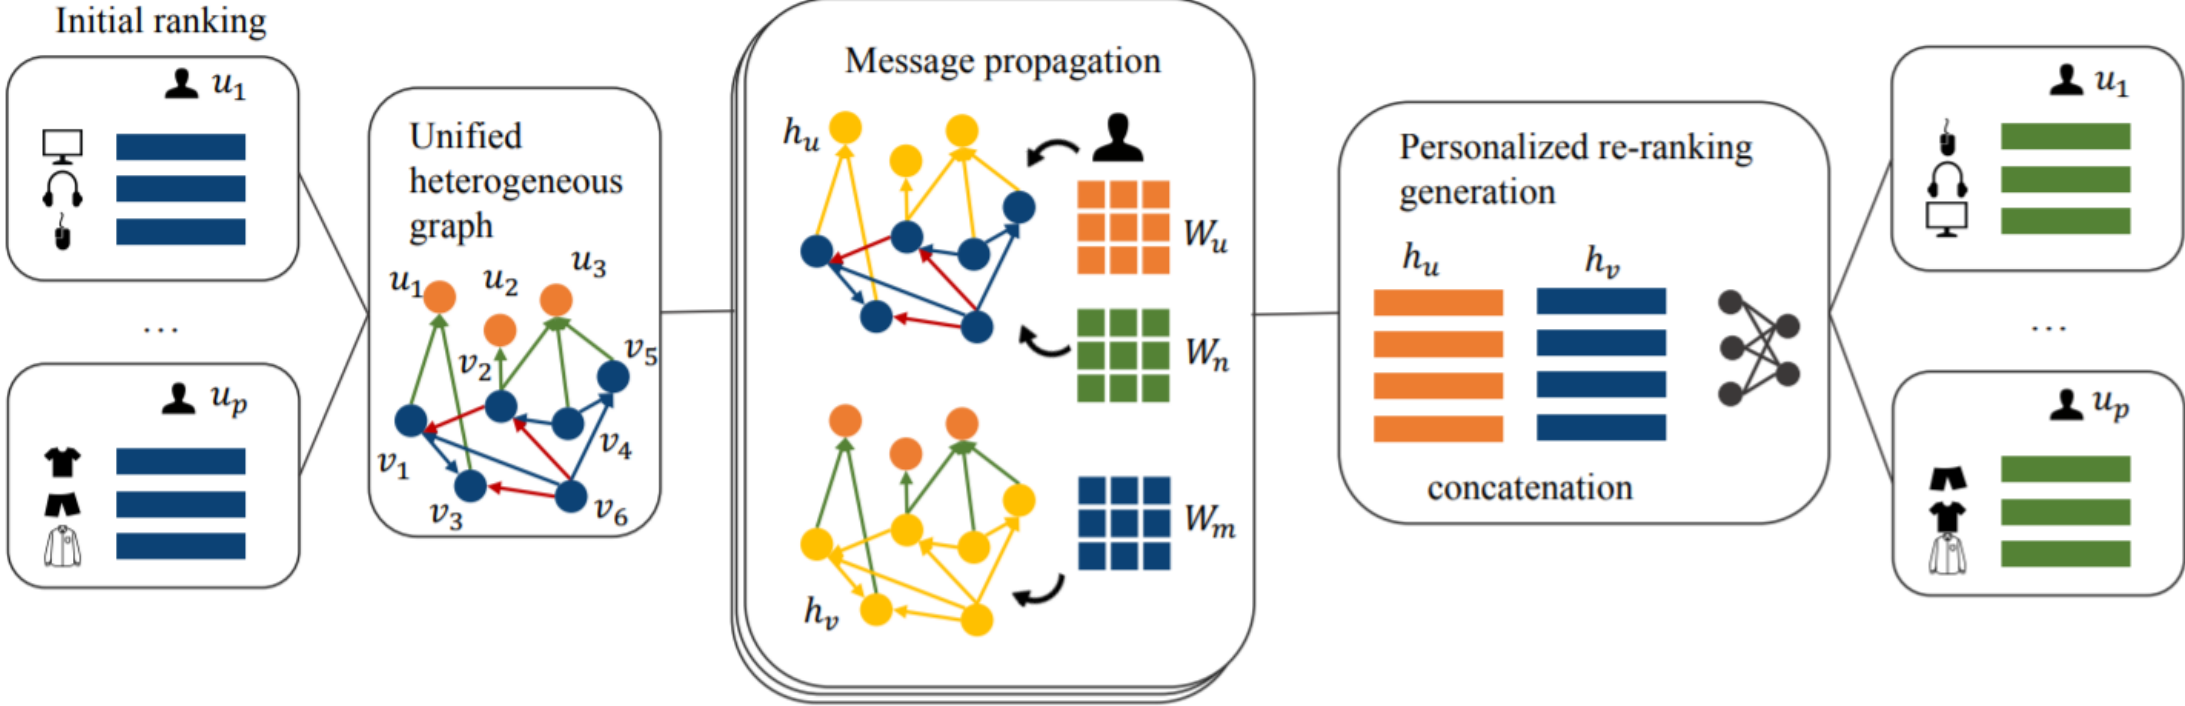 Initial ranking
u₁
…
uₚ
Unified
heterogeneous
graph
u₁
u₂
u₃
v₂
v₅
v₁
v₄
v₃
v₆
Message propagation
hᵤ
Wᵤ
Wₙ
Wₘ
hᵥ
Personalized re-ranking
generation
hᵤ hᵥ
concatenation
u₁
…
uₚ